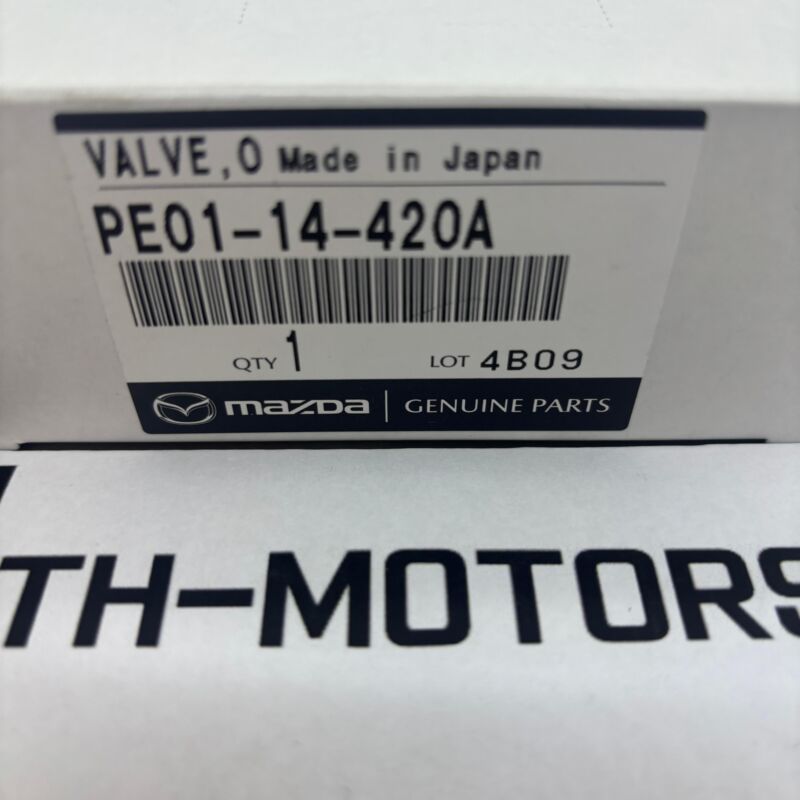 VALVE,O Made in Japan
PE01-14-420A
QTY 1 LOT 4B09
mazda | GENUINE PARTS
TH-MOTORS